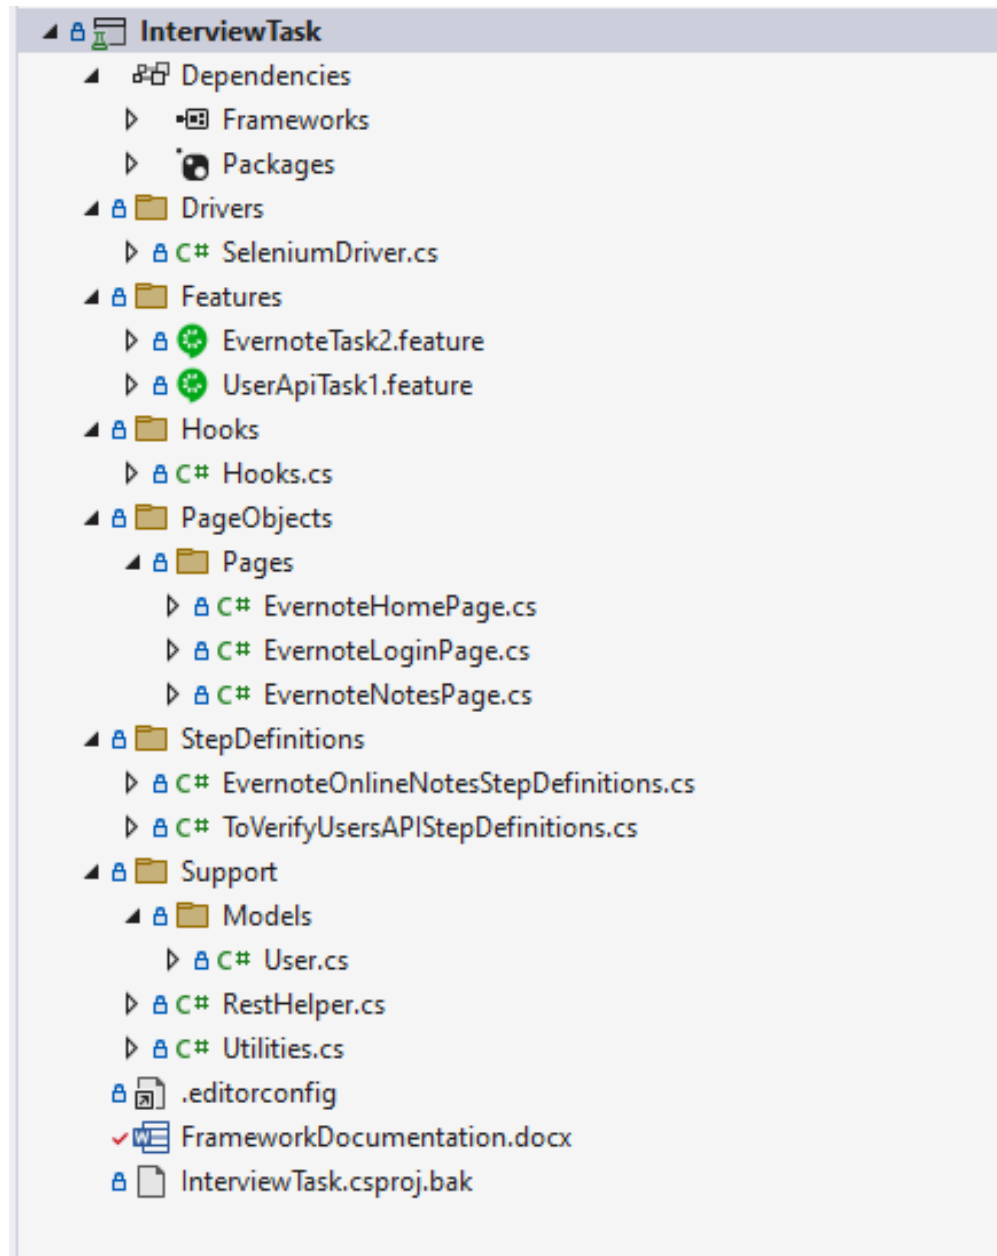 InterviewTask
Dependencies
Frameworks
Packages
Drivers
C# SeleniumDriver.cs
Features
EvernoteTask2.feature
UserApiTask1.feature
Hooks
C# Hooks.cs
PageObjects
Pages
C# EvernoteHomePage.cs
C# EvernoteLoginPage.cs
C# EvernoteNotesPage.cs
StepDefinitions
C# EvernoteOnlineNotesStepDefinitions.cs
C# ToVerifyUsersAPIStepDefinitions.cs
Support
Models
C# User.cs
C# RestHelper.cs
C# Utilities.cs
.editorconfig
W FrameworkDocumentation.docx
InterviewTask.csproj.bak